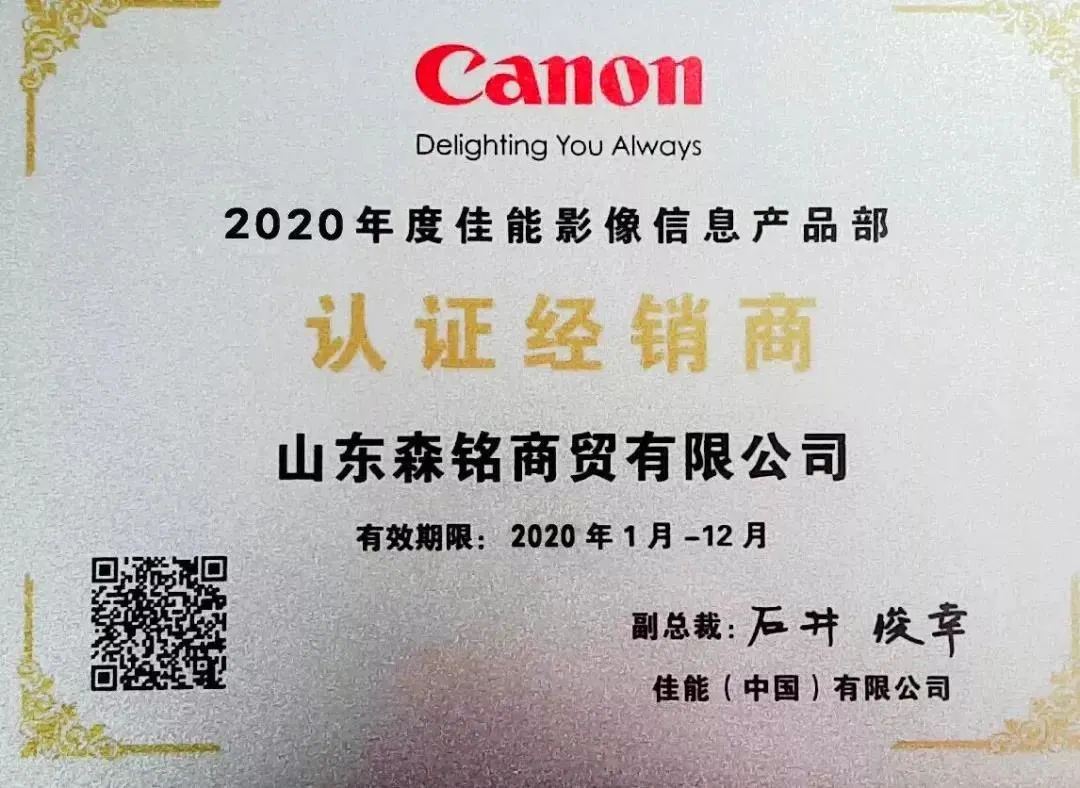 Canon
Delighting You Always
2020年度佳能影像信息产品部
认证经销商
山东森铭商贸有限公司
有效期限：2020年1月-12月
副总裁：石井 俊幸
佳能（中国）有限公司